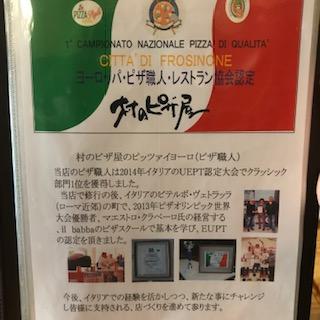 PIZZA
1° CAMPIONATO NAZIONALE PIZZA DI QUALITA'
CITTA' DI FROSINONE
ヨーロッパ・ピザ職人・レストラン協会認定
村のピザ屋
村のピザ屋のピッツァイヨーロ(ピザ職人)
当店のピザ職人は2014年イタリアのUEPT認定大会でクラッシック
部門1位を獲得しました。
当店で修行の後、イタリアのビテルボ・ヴェトラッラ
(ローマ近郊)の町で、2013年ピザオリンピック世界
大会優勝者、マエストロ・クラベーロ氏の経営する
、il babbaのピザスクールで基本を学び、EUPT
の認定を頂きました。
今後、イタリアでの経験を活かしつつ、新たな事にチャレンジ
し皆様に支持される、店づくりを進めて参ります。